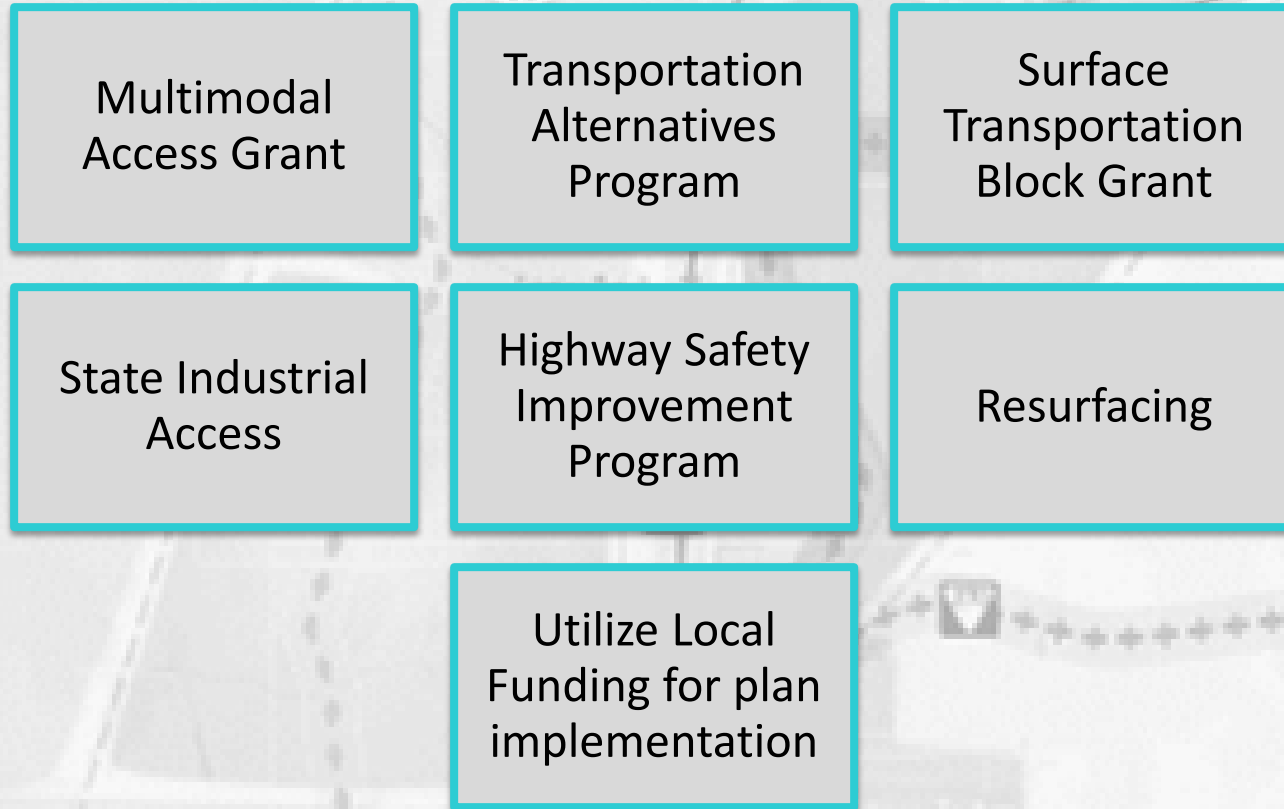 Multimodal
Access Grant
Transportation
Alternatives
Program
Surface
Transportation
Block Grant
State Industrial
Access
Highway Safety
Improvement
Program
Resurfacing
Utilize Local
Funding for plan
implementation